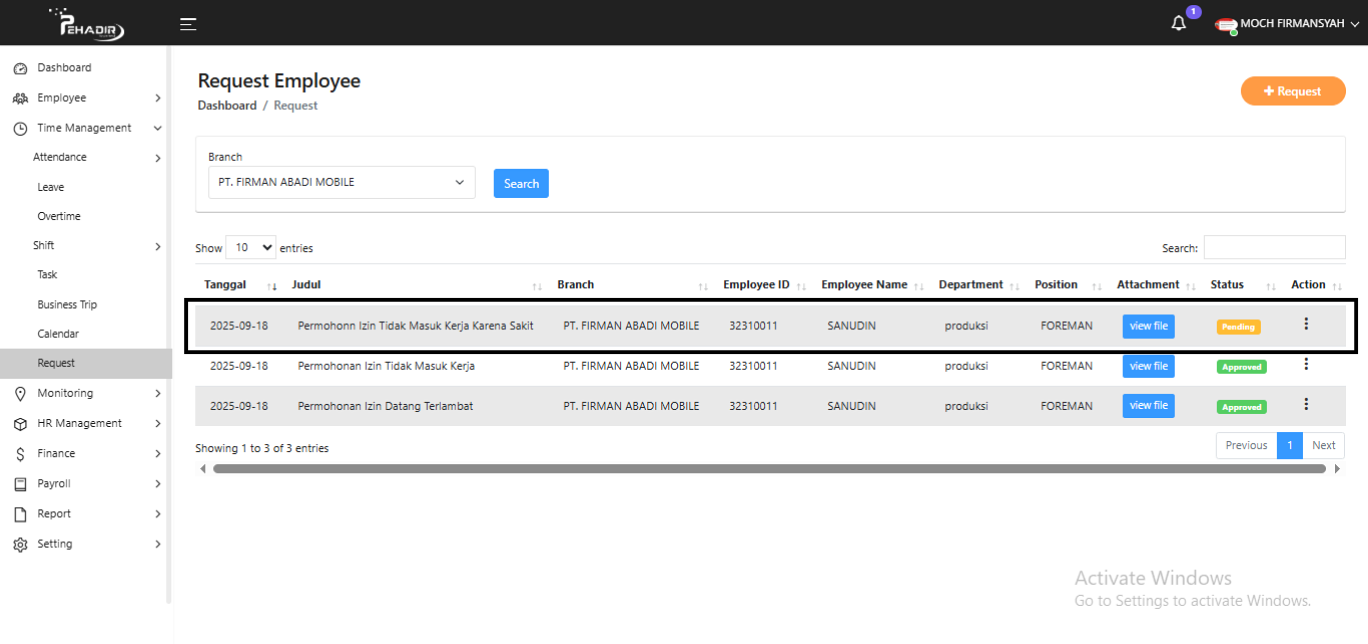 PEHADIR
1
MOCH FIRMANSYAH
Dashboard
Employee
Time Management
Attendance
Leave
Overtime
Shift
Task
Business Trip
Calendar
Request
Monitoring
HR Management
Finance
Payroll
Report
Setting
Request Employee
Dashboard / Request
+ Request
Branch
PT. FIRMAN ABADI MOBILE
Search
Show 10 entries
Search:
Tanggal Judul Branch Employee ID Employee Name Department Position Attachment Status Action
2025-09-18 Permohonn Izin Tidak Masuk Kerja Karena Sakit PT. FIRMAN ABADI MOBILE 32310011 SANUDIN produksi FOREMAN view file Pending
2025-09-18 Permohonan Izin Tidak Masuk Kerja PT. FIRMAN ABADI MOBILE 32310011 SANUDIN produksi FOREMAN view file Approved
2025-09-18 Permohonan Izin Datang Terlambat PT. FIRMAN ABADI MOBILE 32310011 SANUDIN produksi FOREMAN view file Approved
Showing 1 to 3 of 3 entries
Previous 1 Next
Activate Windows
Go to Settings to activate Windows.